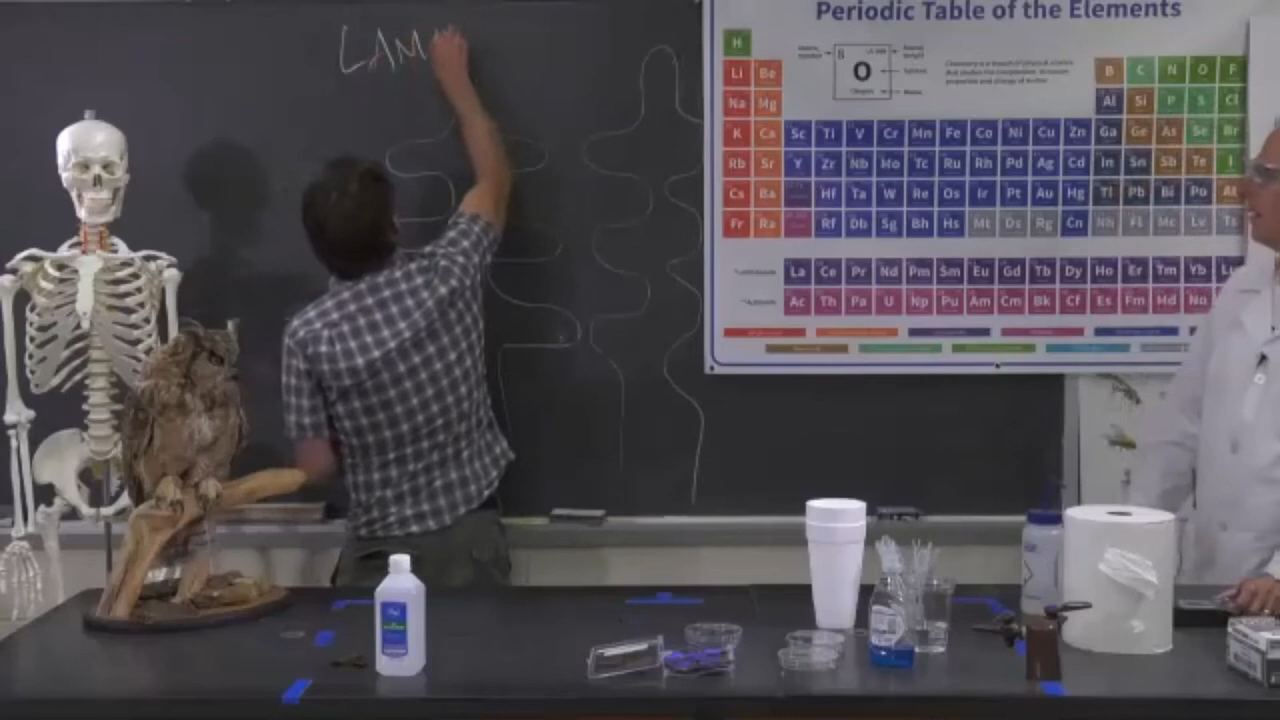 LAM
Periodic Table of the Elements
H
8
O
Li Be B C N O F
Na Mg Al Si P S Cl
K Ca Sc Ti V Cr Mn Fe Co Ni Cu Zn Ga Ge As Se Br
Rb Sr Y Zr Nb Mo Tc Ru Rh Pd Ag Cd In Sn Sb Te I
Cs Ba Hf Ta W Re Os Ir Pt Au Hg Tl Pb Bi Po At
Fr Ra Rf Db Sg Bh Hs Mt Ds Rg Cn Nh Fl Mc Lv Ts
La Ce Pr Nd Pm Sm Eu Gd Tb Dy Ho Er Tm Yb Lu
Ac Th Pa U Np Pu Am Cm Bk Cf Es Fm Md No